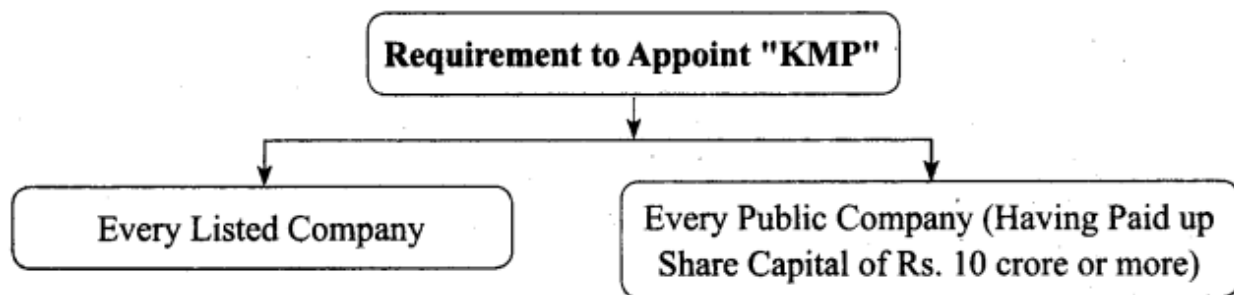 Requirement to Appoint "KMP"
Every Listed Company
Every Public Company (Having Paid up
Share Capital of Rs. 10 crore or more)